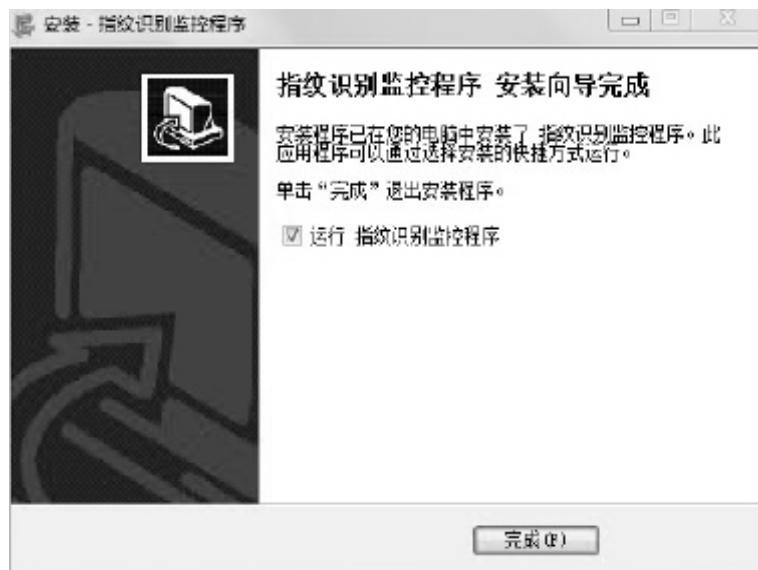 安装 - 指纹识别监控程序
指纹识别监控程序 安装向导完成
安装程序已在您的电脑中安装了 指纹识别监控程序。此
应用程序可以通过选择安装的快捷方式运行。
单击“完成”退出安装程序。
运行 指纹识别监控程序
完成(F)